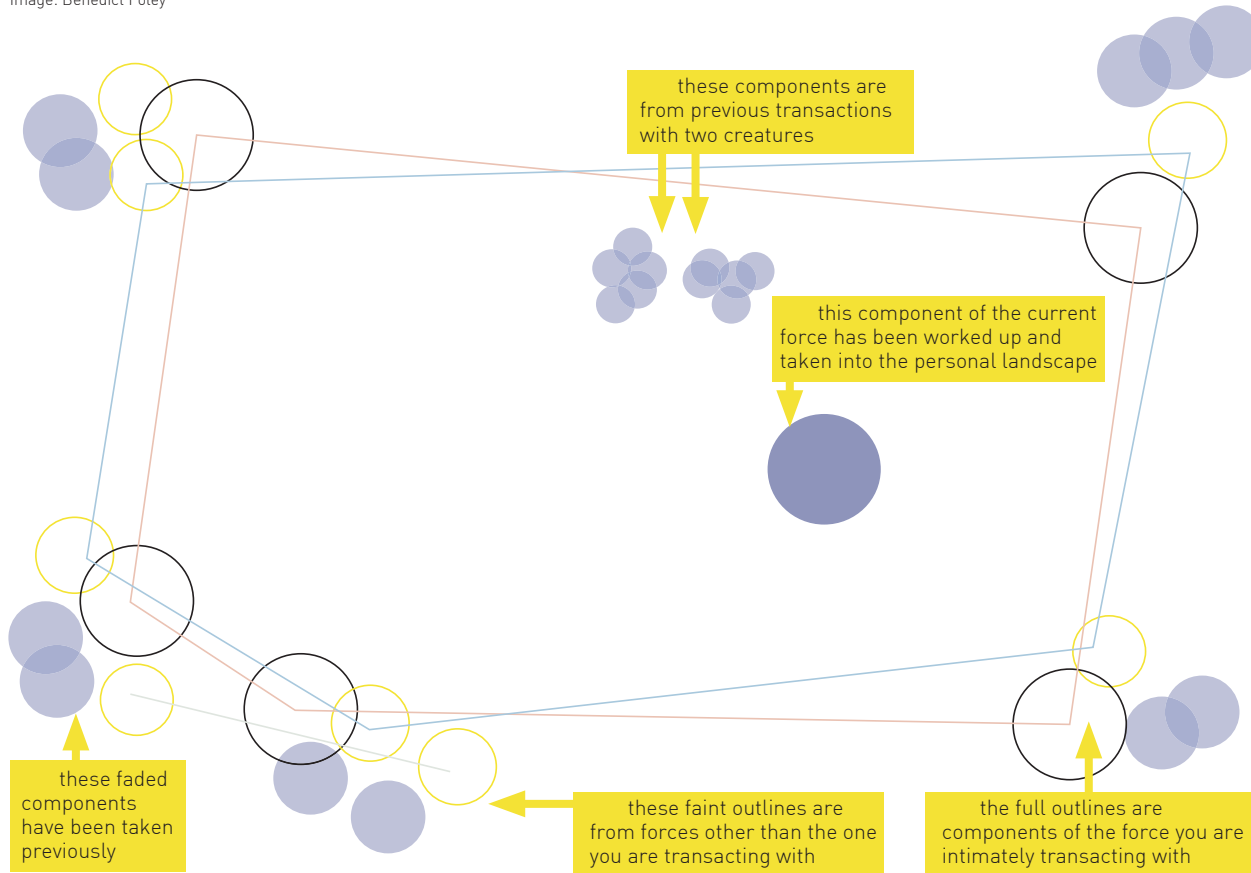 Image: Benedict Foley
these components are
from previous transactions
with two creatures
this component of the current
force has been worked up and
taken into the personal landscape
these faded
components
have been taken
previously
these faint outlines are
from forces other than the one
you are transacting with
the full outlines are
components of the force you are
intimately transacting with